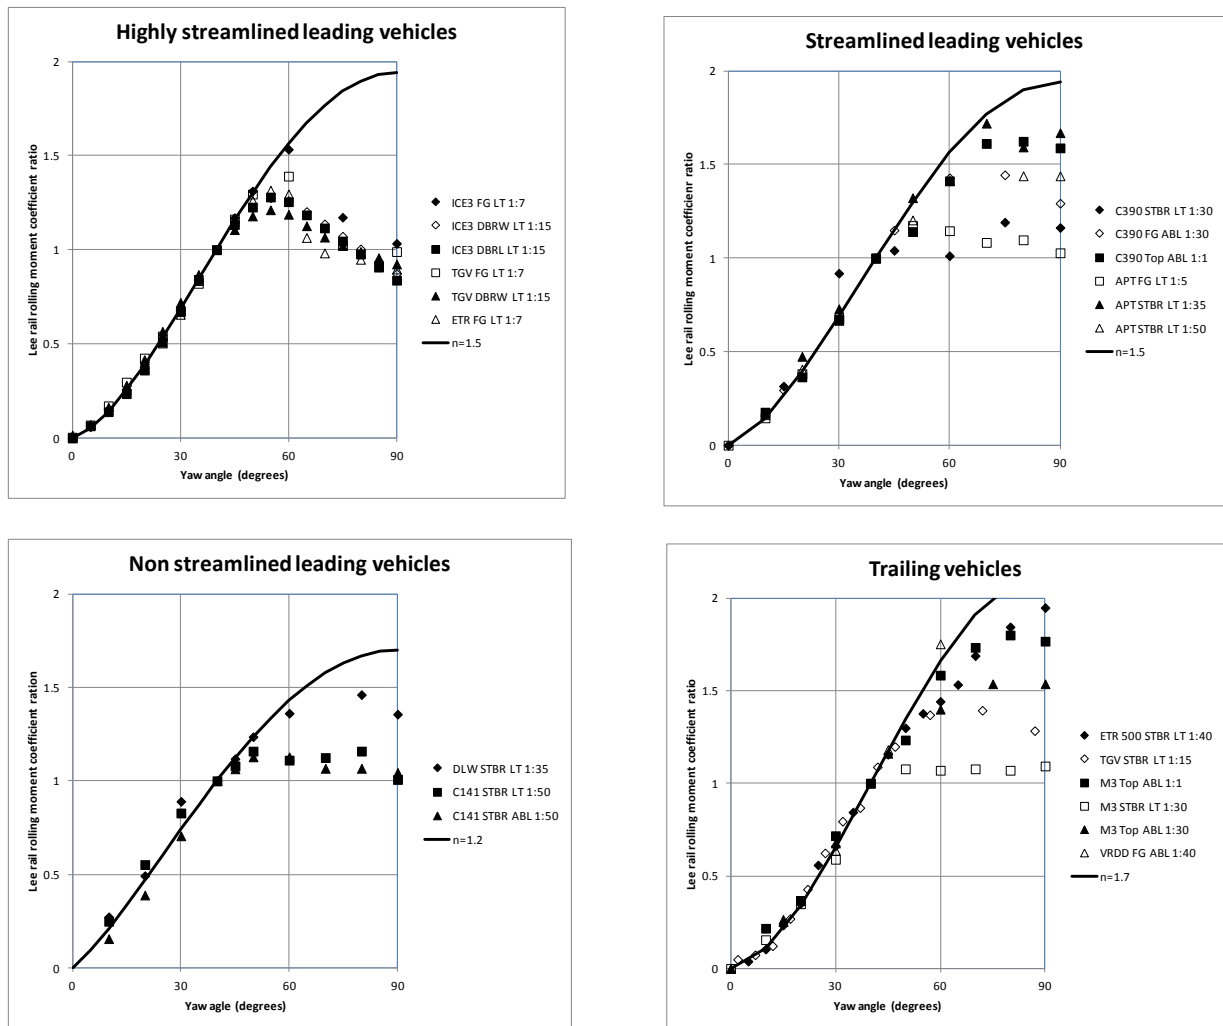 Highly streamlined leading vehicles
Lee rail rolling moment coefficient ratio
2
1.5
1
0.5
0
0
30
60
90
Yaw angle (degrees)
ICE3 FG LT 1:7
ICE3 DBRW LT 1:15
ICE3 DBRL LT 1:15
TGV FG LT 1:7
TGV DBRW LT 1:15
ETR FG LT 1:7
n=1.5
Streamlined leading vehicles
Lee rail rolling moment coefficienr ratio
2
1.5
1
0.5
0
0
30
60
90
Yaw angle (degrees)
C390 STBR LT 1:30
C390 FG ABL 1:30
C390 Top ABL 1:1
APT FG LT 1:5
APT STBR LT 1:35
APT STBR LT 1:50
n=1.5
Non streamlined leading vehicles
Lee rail rolling moment coefficient ration
2
1.5
1
0.5
0
0
30
60
90
Yaw agle (degrees)
DLW STBR LT 1:35
C141 STBR LT 1:50
C141 STBR ABL 1:50
n=1.2
Trailing vehicles
Lee rail rolling moment coefficient ratio
2
1.5
1
0.5
0
0
30
60
90
Yaw angle (degrees)
ETR 500 STBR LT 1:40
TGV STBR LT 1:15
M3 Top ABL 1:1
M3 STBR LT 1:30
M3 Top ABL 1:30
VRDD FG ABL 1:40
n=1.7